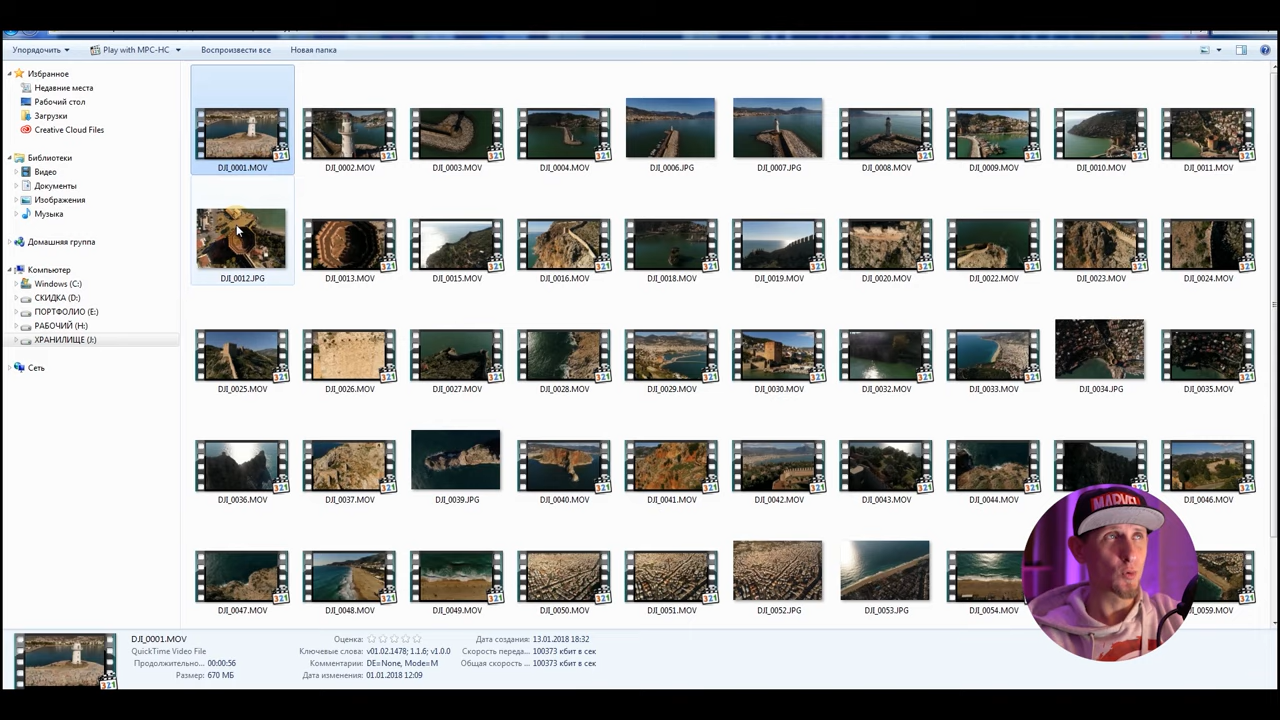 Упорядочить Play with MPC-HC Воспроизвести все Новая папка
Избранное
Недавние места
Рабочий стол
Загрузки
Creative Cloud Files
Библиотеки
Видео
Документы
Изображения
Музыка
Домашняя группа
Компьютер
Windows (C:)
СКИДКА (D:)
ПОРТФОЛИО (E:)
РАБОЧИЙ (H:)
ХРАНИЛИЩЕ (J:)
Сеть
DJI_0001.MOV DJI_0002.MOV DJI_0003.MOV DJI_0004.MOV DJI_0006.JPG DJI_0007.JPG DJI_0008.MOV DJI_0009.MOV DJI_0010.MOV DJI_0011.MOV
DJI_0012.JPG DJI_0013.MOV DJI_0015.MOV DJI_0016.MOV DJI_0018.MOV DJI_0019.MOV DJI_0020.MOV DJI_0022.MOV DJI_0023.MOV DJI_0024.MOV
DJI_0025.MOV DJI_0026.MOV DJI_0027.MOV DJI_0028.MOV DJI_0029.MOV DJI_0030.MOV DJI_0032.MOV DJI_0033.MOV DJI_0034.JPG DJI_0035.MOV
DJI_0036.MOV DJI_0037.MOV DJI_0039.JPG DJI_0040.MOV DJI_0041.MOV DJI_0042.MOV DJI_0043.MOV DJI_0044.MOV DJI_0046.MOV
MARVEL
DJI_0047.MOV DJI_0048.MOV DJI_0049.MOV DJI_0050.MOV DJI_0051.MOV DJI_0052.JPG DJI_0053.JPG DJI_0054.MOV _0059.MOV
DJI_0001.MOV Оценка: Дата создания: 13.01.2018 18:32
QuickTime Video File Ключевые слова: v01.02.1478; 1.1.6; v1.0.0 Скорость переда... 100373 кбит в сек
Продолжительно... 00:00:56 Комментарии: DE=None, Mode=M Общая скорость ... 100373 кбит в сек
Размер: 670 МБ Дата изменения: 01.01.2018 12:09